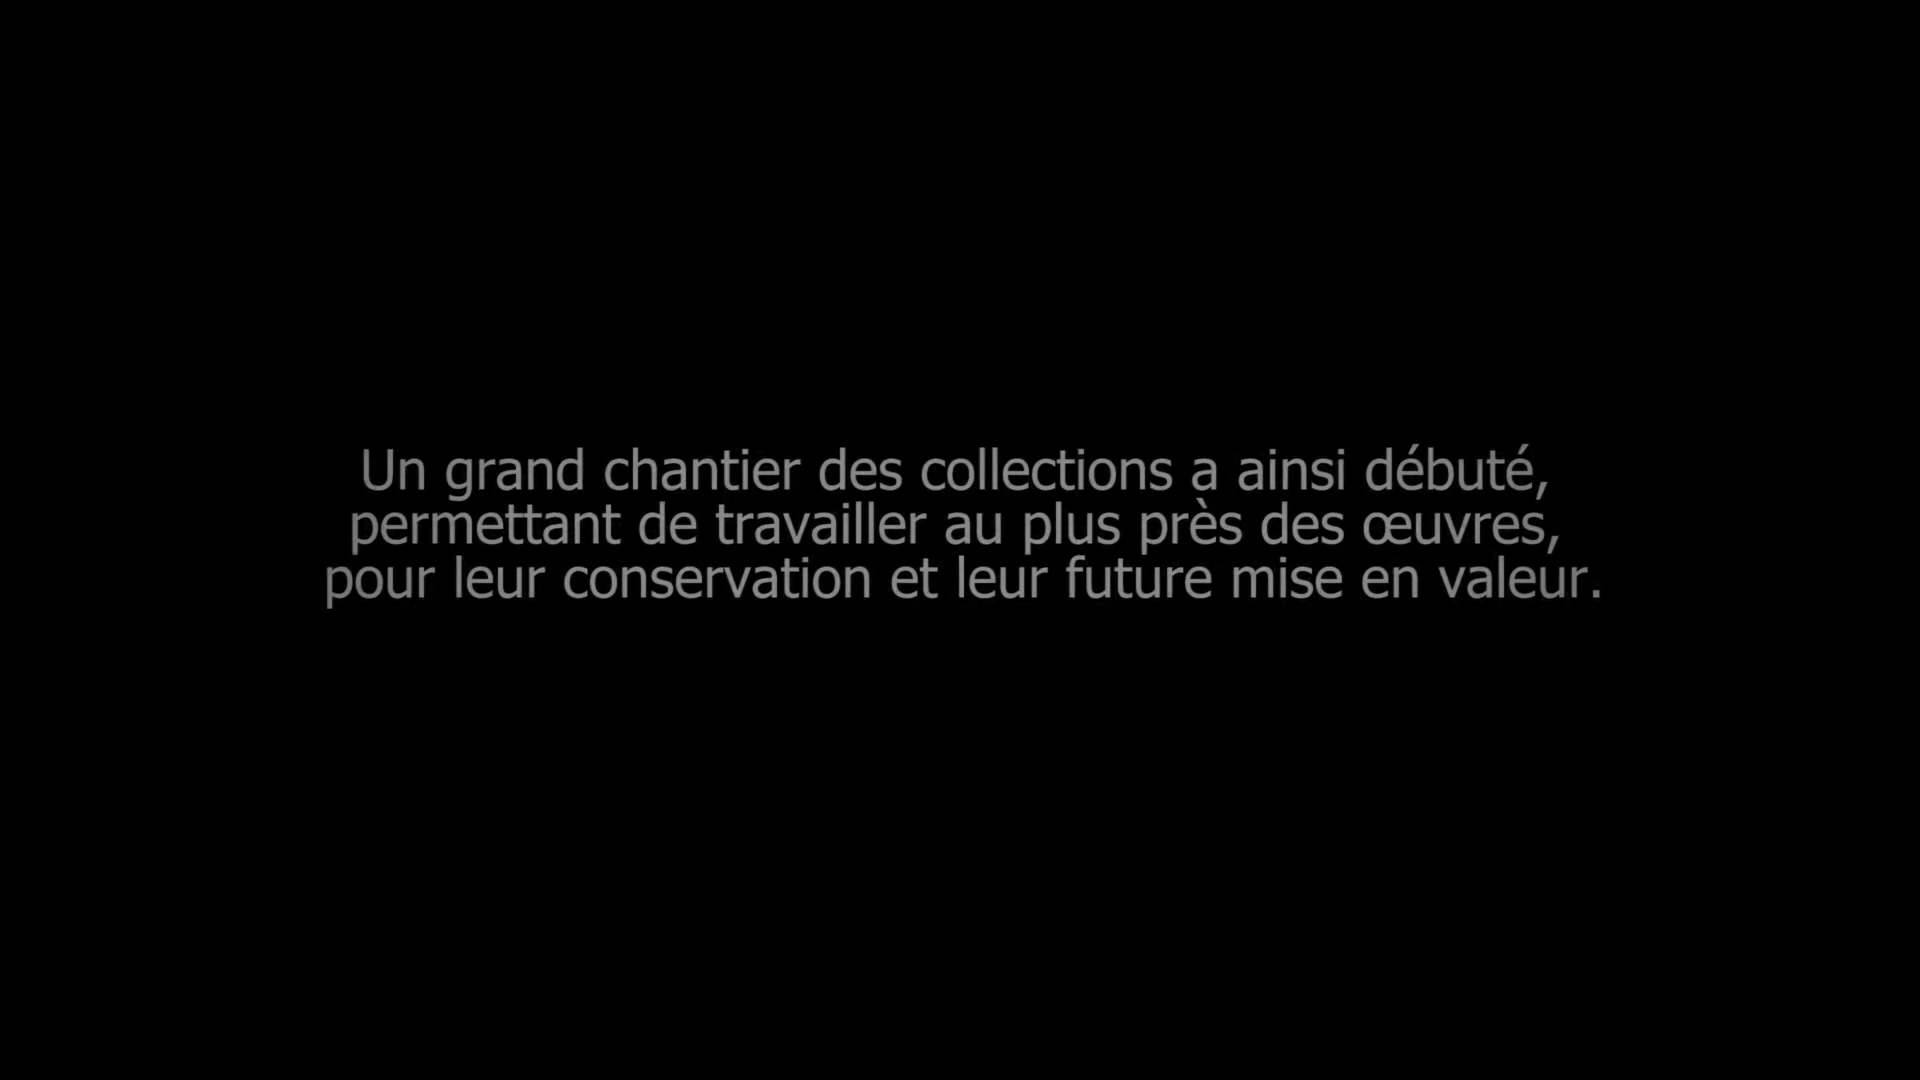 Un grand chantier des collections a ainsi débuté,
permettant de travailler au plus près des œuvres,
pour leur conservation et leur future mise en valeur.